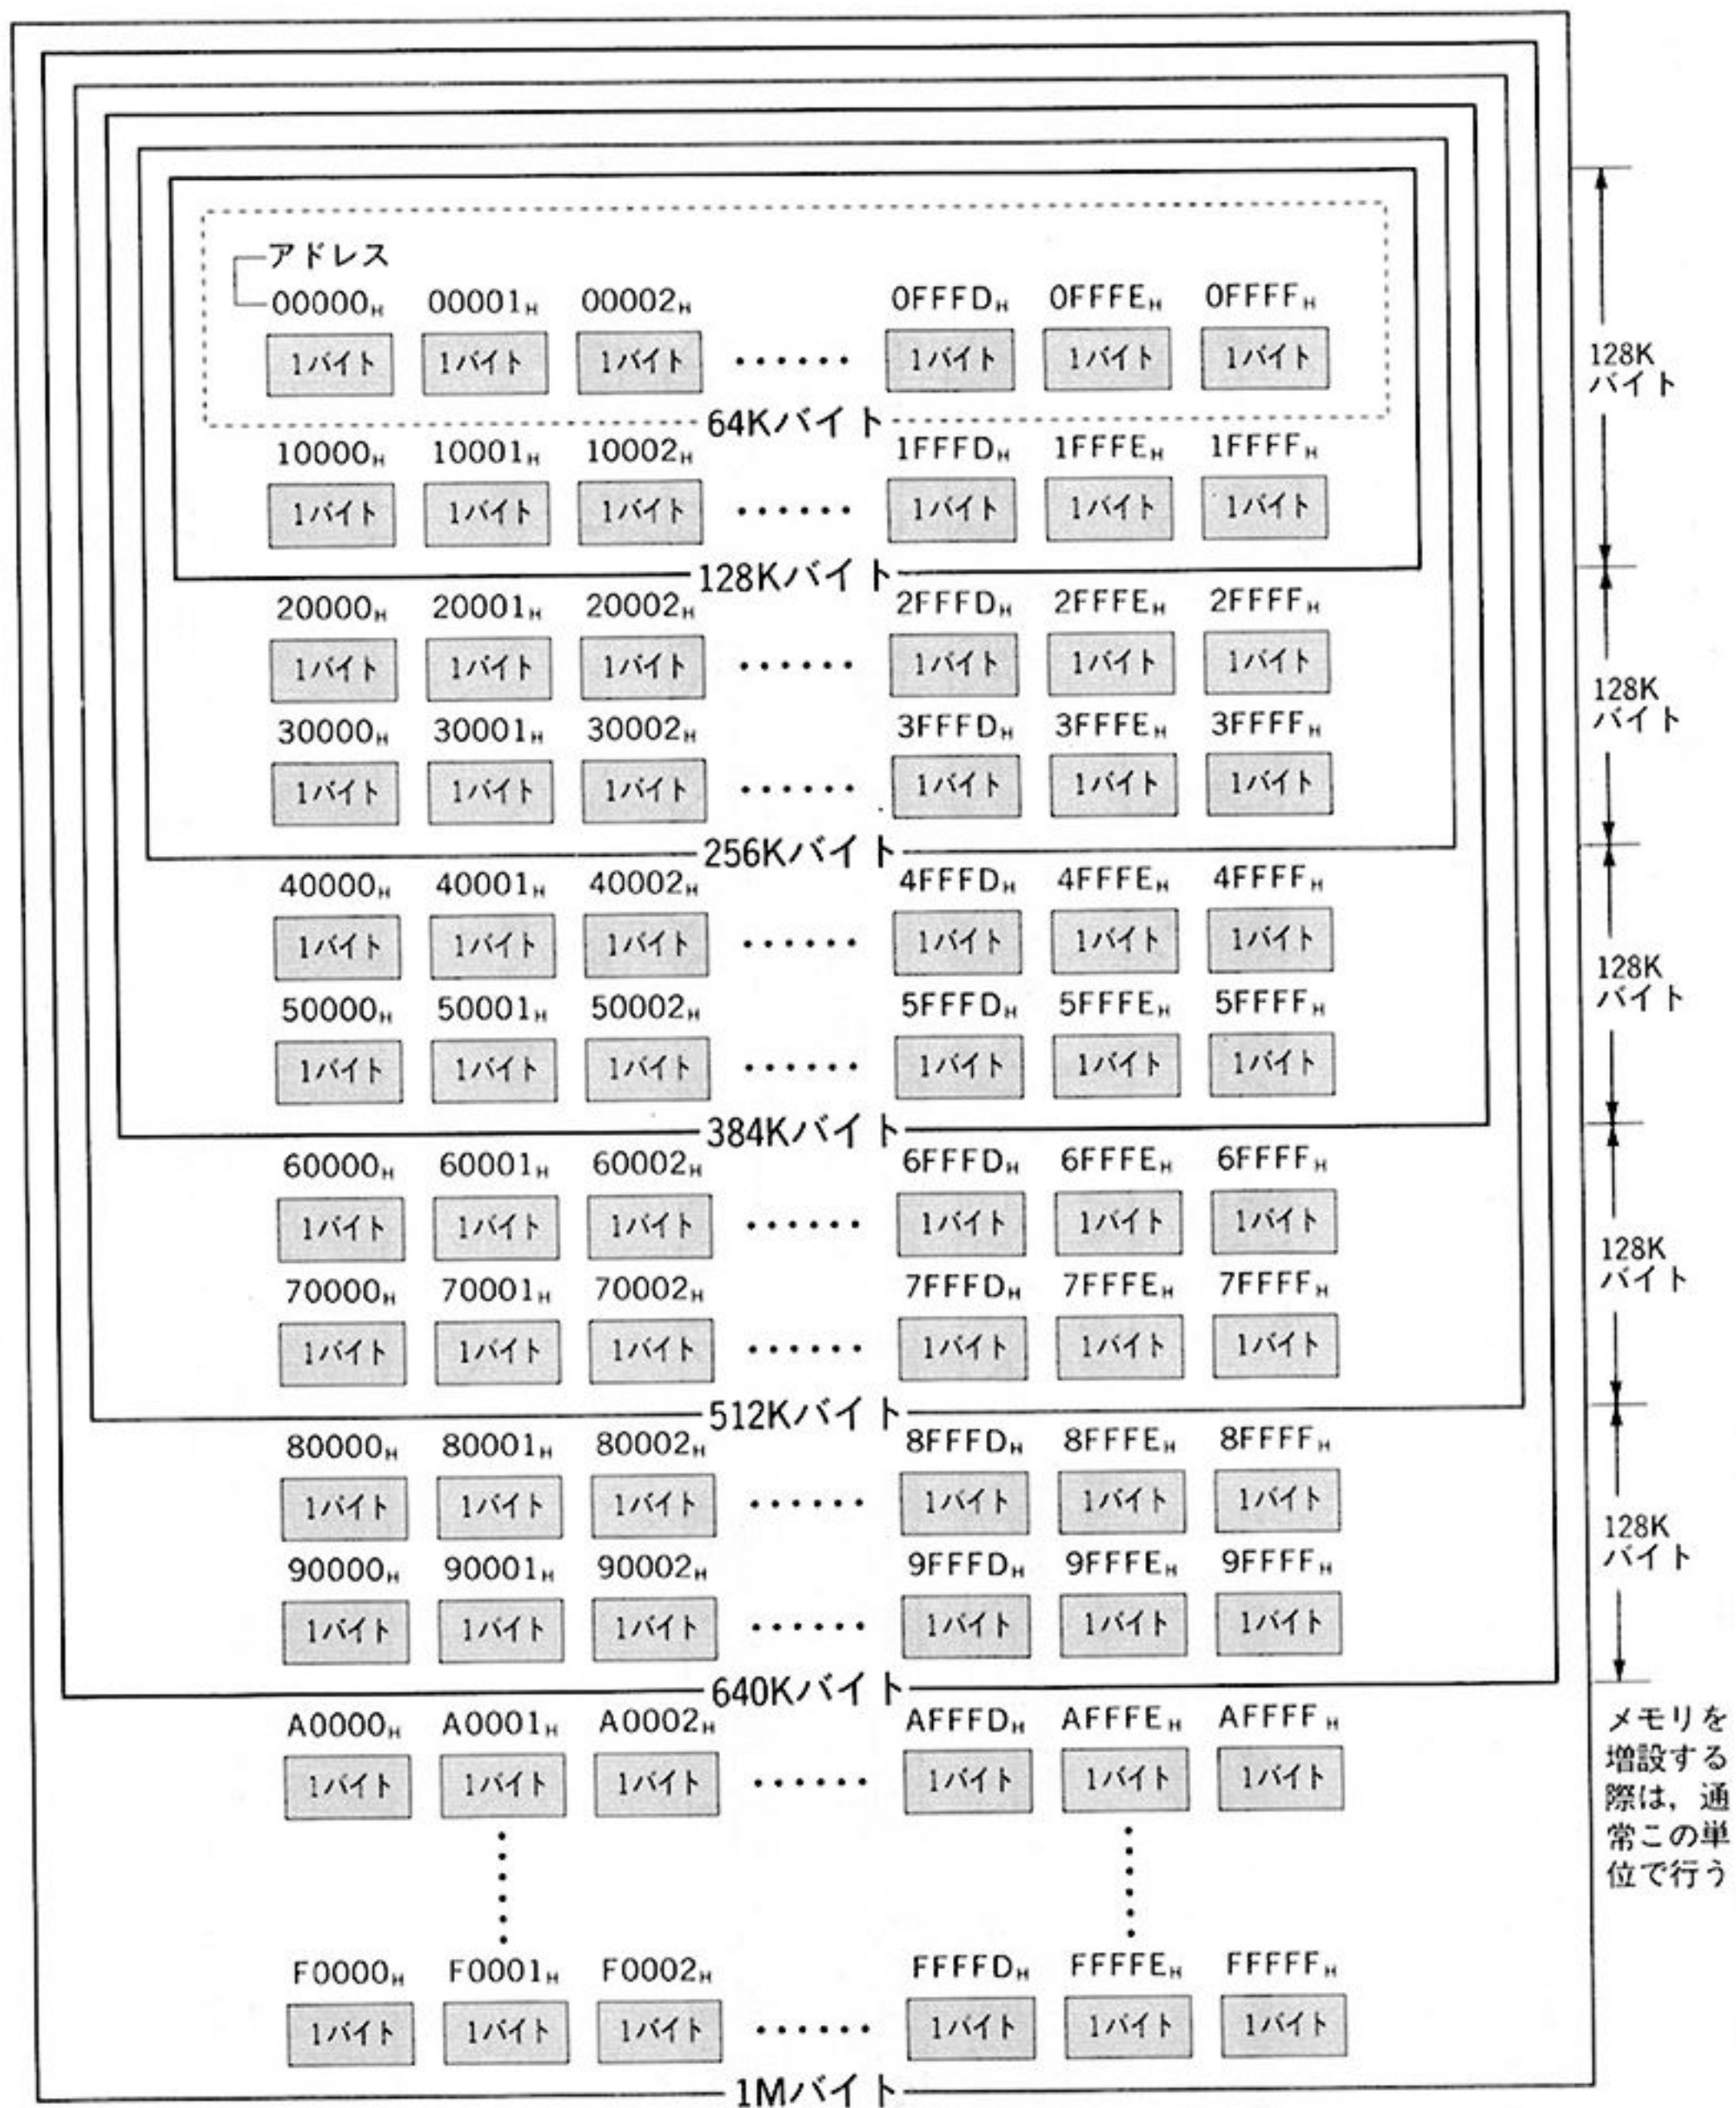 アドレス
00000H 00001H 00002H 0FFFDH 0FFFEH 0FFFFH
1バイト 1バイト 1バイト ・・・・・・ 1バイト 1バイト 1バイト
64Kバイト
10000H 10001H 10002H 1FFFDH 1FFFEH 1FFFFH
1バイト 1バイト 1バイト ・・・・・・ 1バイト 1バイト 1バイト
128Kバイト
20000H 20001H 20002H 2FFFDH 2FFFEH 2FFFFH
1バイト 1バイト 1バイト ・・・・・・ 1バイト 1バイト 1バイト
30000H 30001H 30002H 3FFFDH 3FFFEH 3FFFFH
1バイト 1バイト 1バイト ・・・・・・ 1バイト 1バイト 1バイト
256Kバイト
40000H 40001H 40002H 4FFFDH 4FFFEH 4FFFFH
1バイト 1バイト 1バイト ・・・・・・ 1バイト 1バイト 1バイト
50000H 50001H 50002H 5FFFDH 5FFFEH 5FFFFH
1バイト 1バイト 1バイト ・・・・・・ 1バイト 1バイト 1バイト
384Kバイト
60000H 60001H 60002H 6FFFDH 6FFFEH 6FFFFH
1バイト 1バイト 1バイト ・・・・・・ 1バイト 1バイト 1バイト
70000H 70001H 70002H 7FFFDH 7FFFEH 7FFFFH
1バイト 1バイト 1バイト ・・・・・・ 1バイト 1バイト 1バイト
512Kバイト
80000H 80001H 80002H 8FFFDH 8FFFEH 8FFFFH
1バイト 1バイト 1バイト ・・・・・・ 1バイト 1バイト 1バイト
90000H 90001H 90002H 9FFFDH 9FFFEH 9FFFFH
1バイト 1バイト 1バイト ・・・・・・ 1バイト 1バイト 1バイト
640Kバイト
A0000H A0001H A0002H AFFFDH AFFFEH AFFFFH
1バイト 1バイト 1バイト ・・・・・・ 1バイト 1バイト 1バイト
F0000H F0001H F0002H FFFFDH FFFFEH FFFFFH
1バイト 1バイト 1バイト ・・・・・・ 1バイト 1バイト 1バイト
1Mバイト
128K
バイト
128K
バイト
128K
バイト
128K
バイト
128K
バイト
メモリを
増設する
際は，通
常この単
位で行う